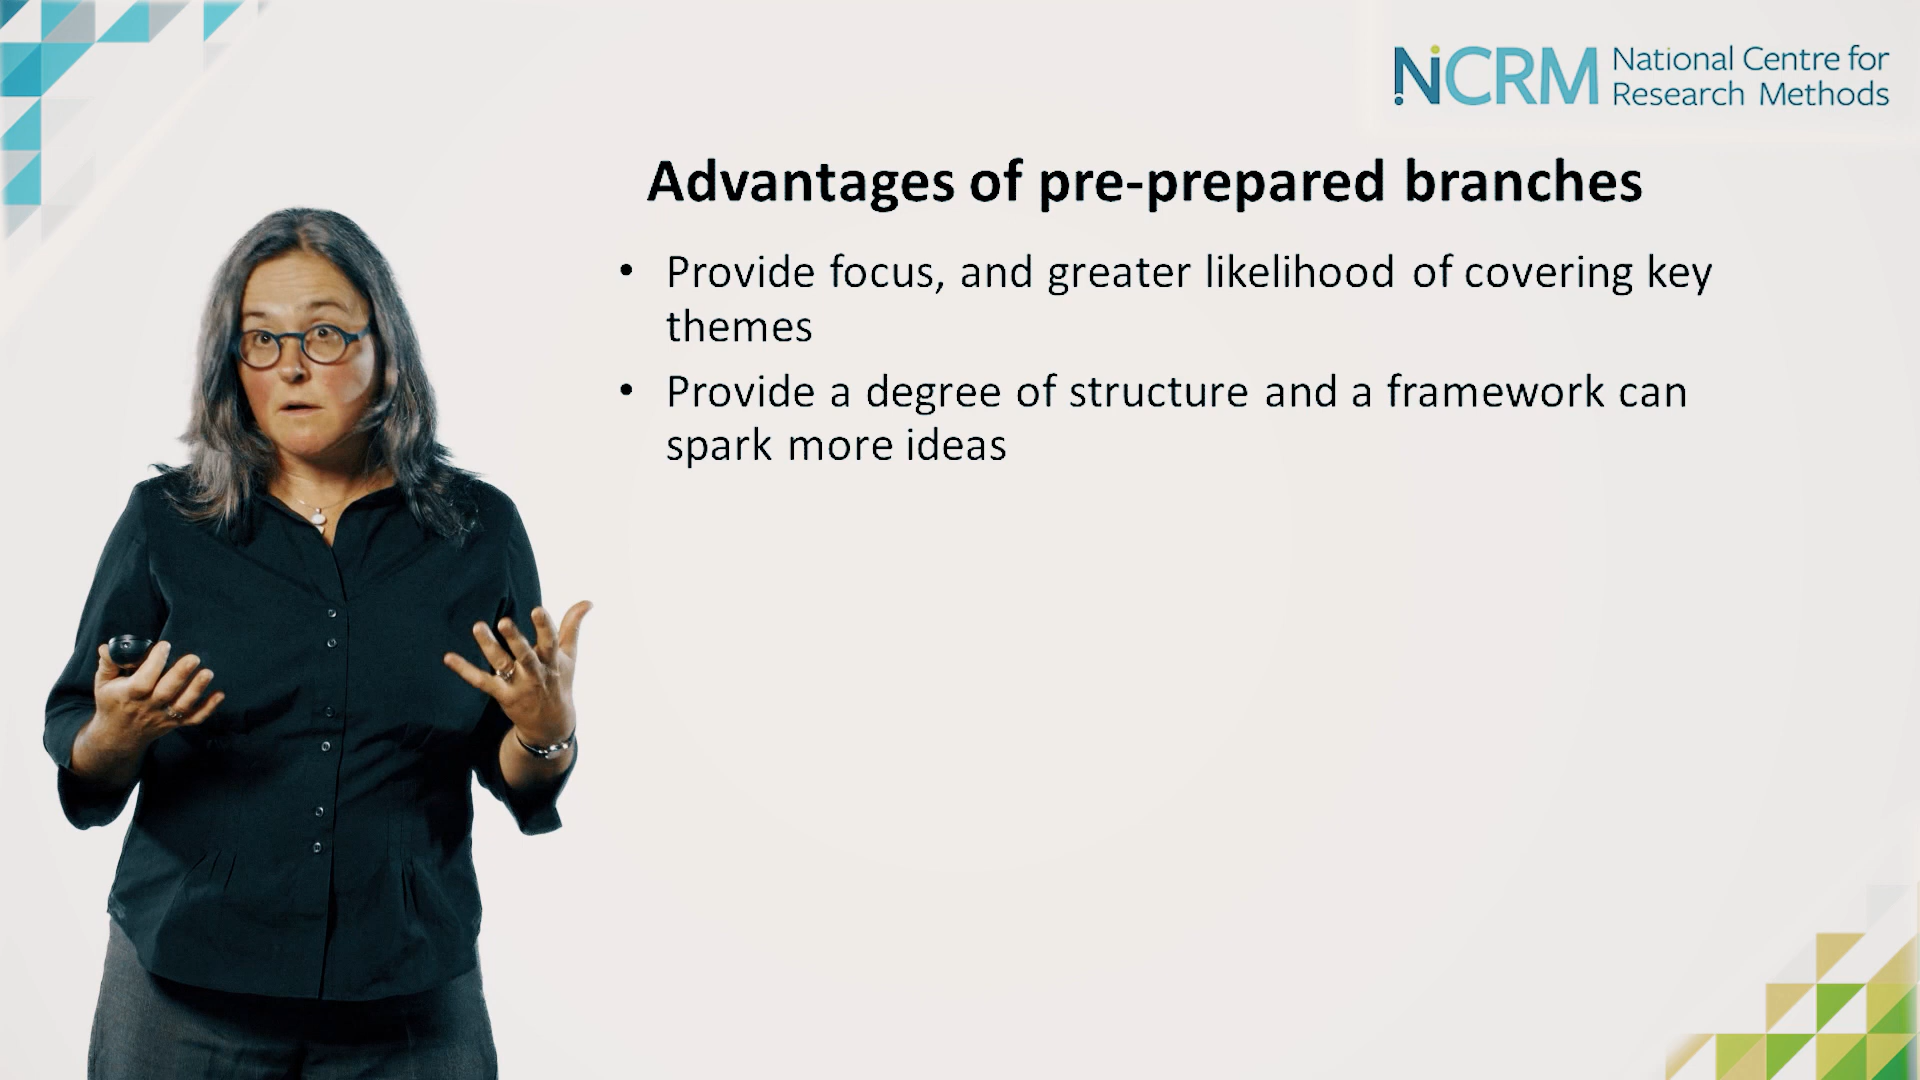 NCRM National Centre for
Research Methods
Advantages of pre-prepared branches
• Provide focus, and greater likelihood of covering key
themes
• Provide a degree of structure and a framework can
spark more ideas